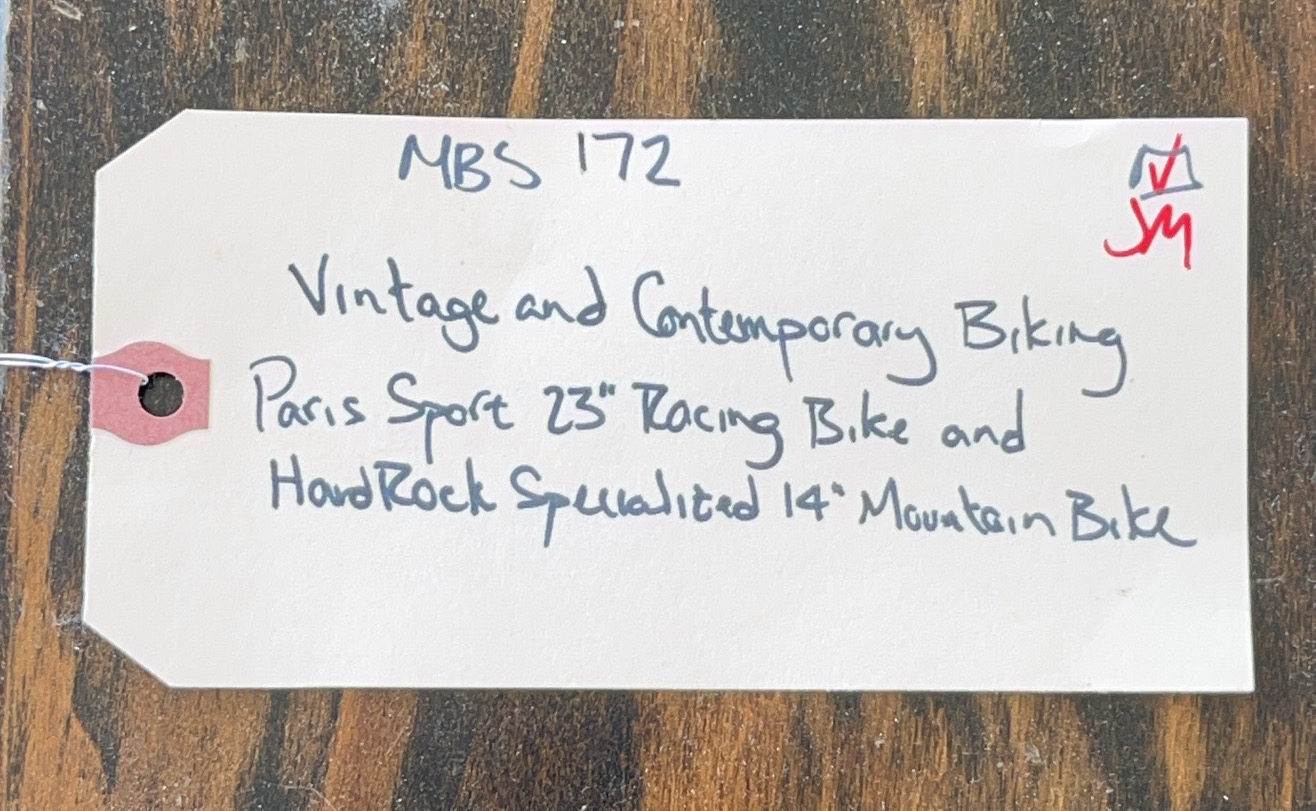 MBS 172
JM
Vintage and Contemporary Biking
Paris Sport 23" Racing Bike and
HardRock Specialized 14" Mountain Bike